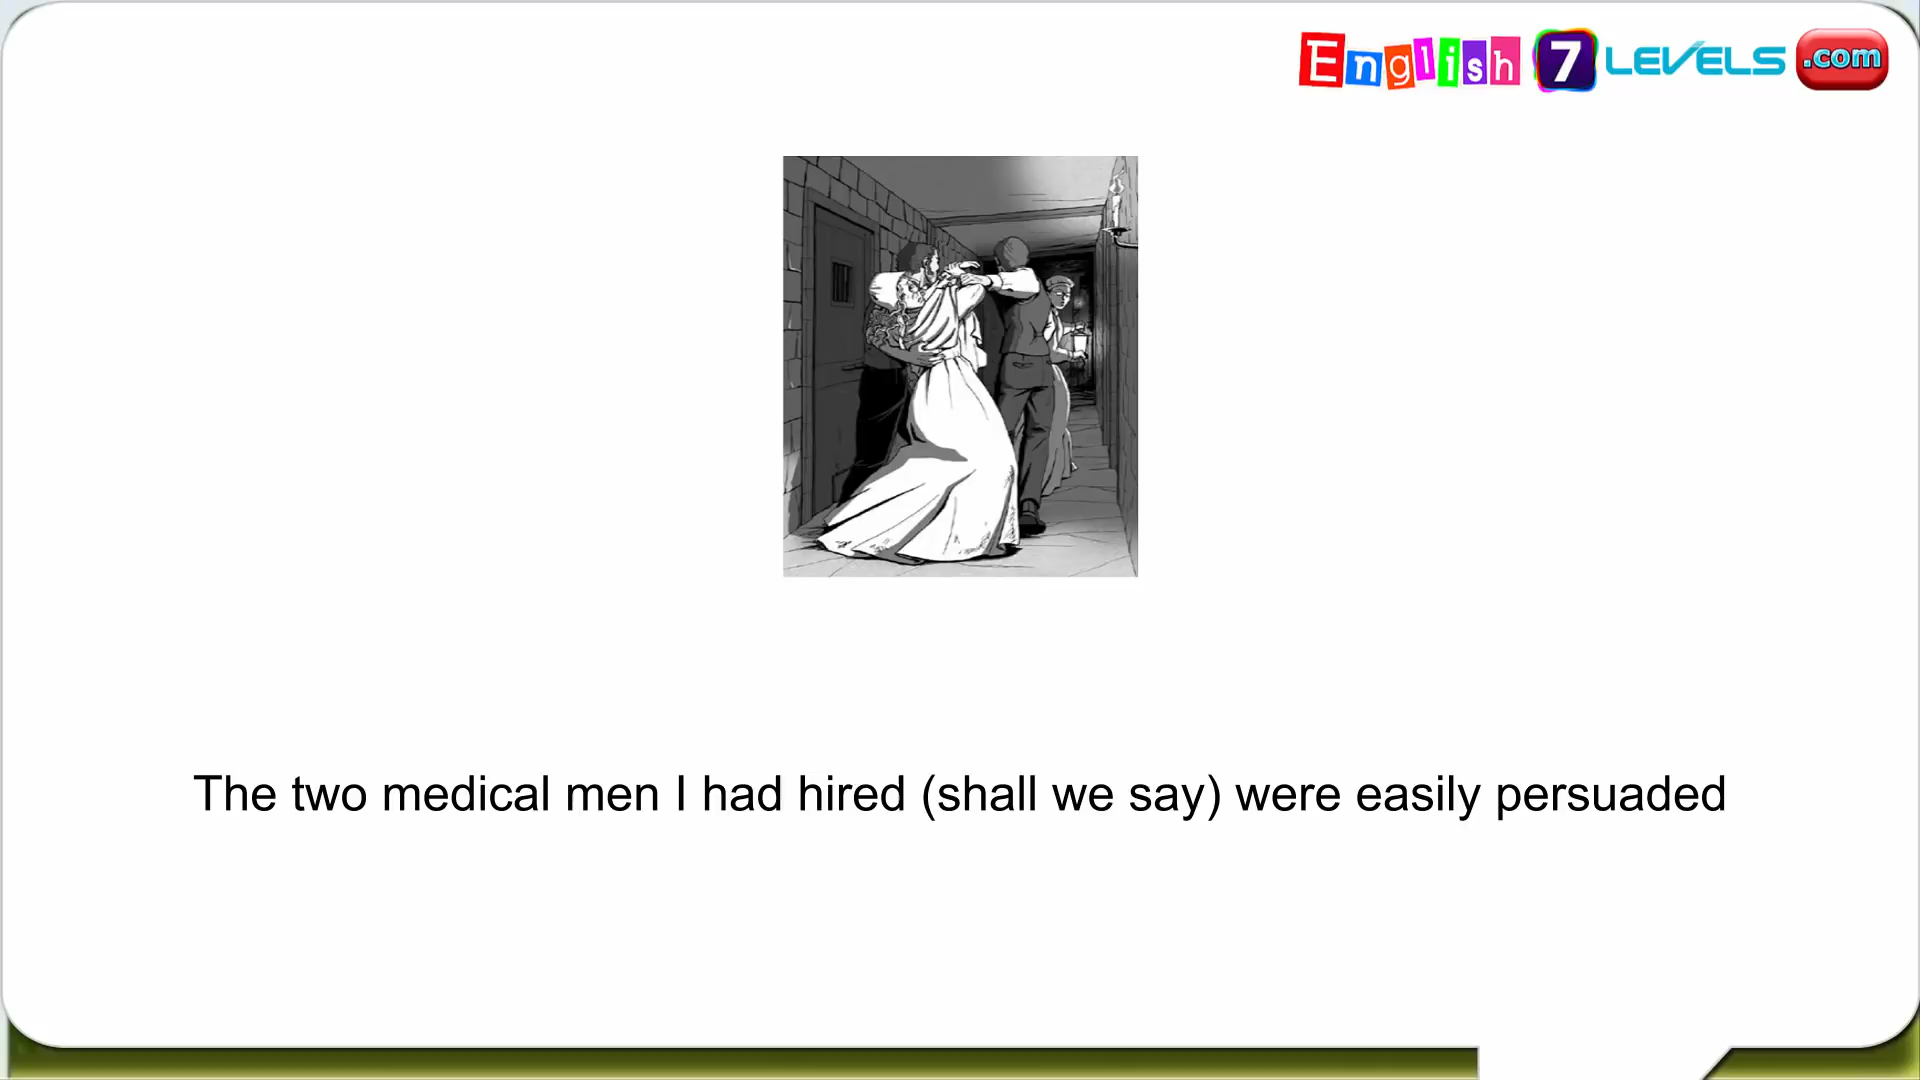 English 7 LEVELS .com
The two medical men I had hired (shall we say) were easily persuaded